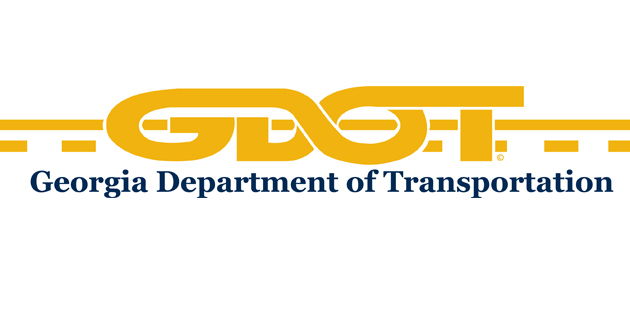 GDOT
©
Georgia Department of Transportation